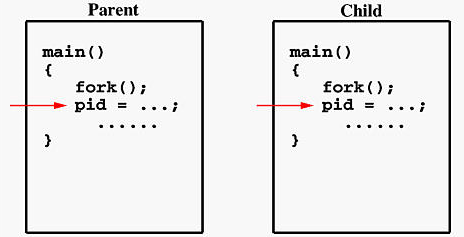 Parent
main()
{
fork();
pid = ...;
......
}
Child
main()
{
fork();
pid = ...;
......
}